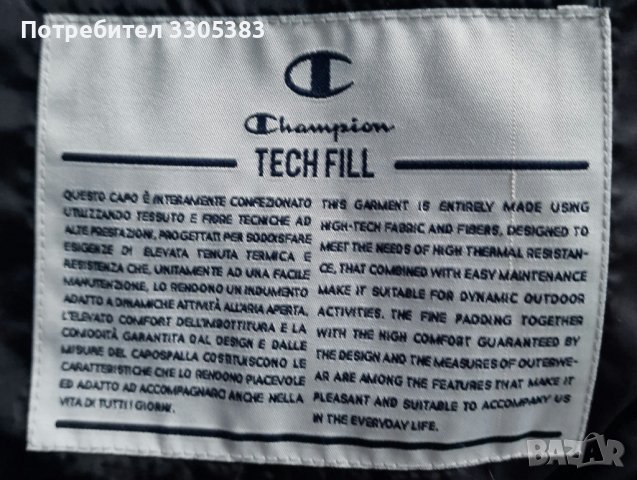 Потребител 3305383
C
Champion
TECH FILL
QUESTO CAPO È INTERAMENTE CONFEZIONATO
UTILIZZANDO TESSUTO E FIBRE TECNICHE AD
ALTE PRESTAZIONI, PROGETTATI PER SODDISFARE
ESIGENZE DI ELEVATA TENUTA TERMICA E
RESISTENZA CHE, UNITAMENTE AD UNA FACILE
MANUTENZIONE, LO RENDONO UN INDUMENTO
ADATTO A DINAMICHE ATTIVITÀ ALL'ARIA APERTA.
L'ELEVATO COMFORT DELL'IMBOTTITURA E LA
COMODITÀ GARANTITA DAL DESIGN E DALLE
MISURE DEL CAPOSPALLA COSTITUISCONO LE
CARATTERISTICHE CHE LO RENDONO PIACEVOLE
ED ADATTO AD ACCOMPAGNARCI ANCHE NELLA
VITA DI TUTTI I GIORNI.
THIS GARMENT IS ENTIRELY MADE USING
HIGH-TECH FABRIC AND FIBERS, DESIGNED TO
MEET THE NEEDS OF HIGH THERMAL RESISTAN-
CE, THAT COMBINED WITH EASY MAINTENANCE
MAKE IT SUITABLE FOR DYNAMIC OUTDOOR
ACTIVITIES. THE FINE PADDING TOGETHER
WITH THE HIGH COMFORT GUARANTEED BY
THE DESIGN AND THE MEASURES OF OUTERWE-
AR ARE AMONG THE FEATURES THAT MAKE IT
PLEASANT AND SUITABLE TO ACCOMPANY US
IN THE EVERYDAY LIFE.
BAZAR